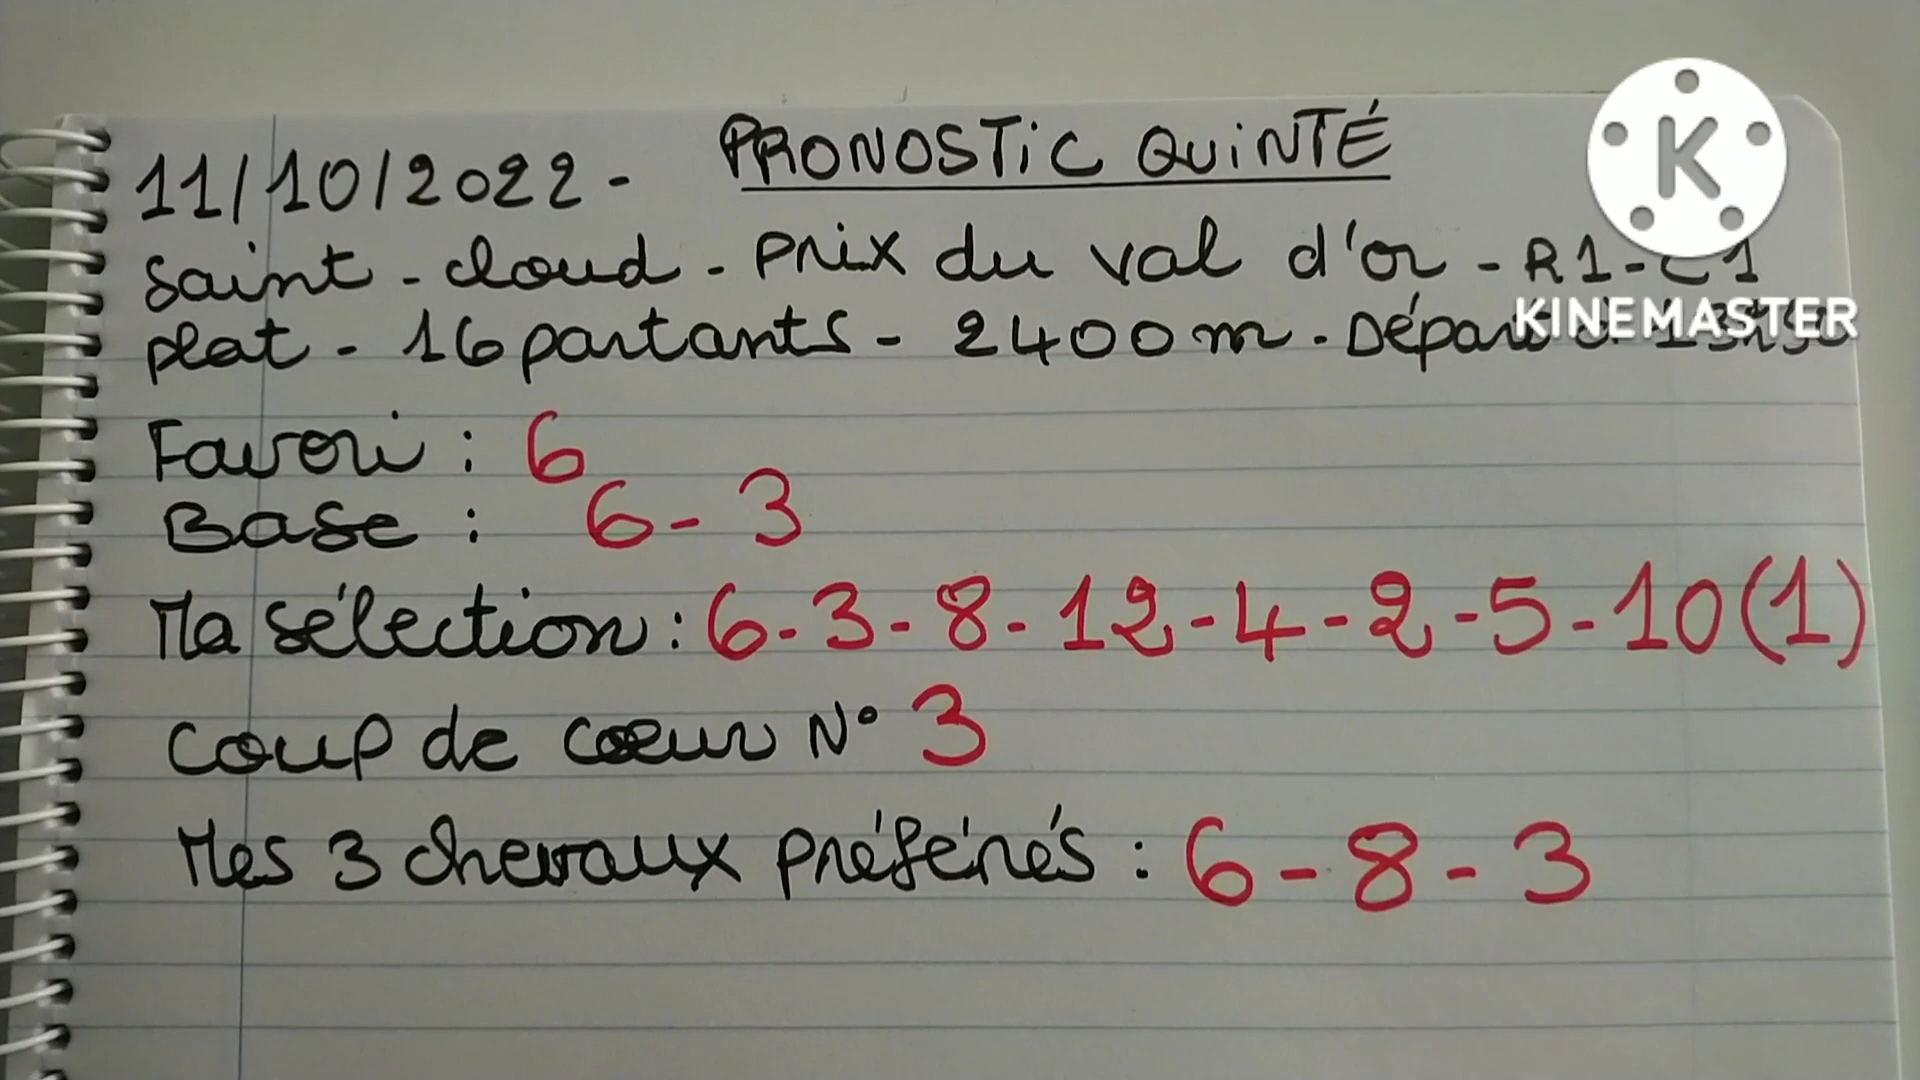 11/10/2022 - PRONOSTIC QUINTÉ
Saint-cloud - Prix du val d'or - R1-C1
plat - 16 partants - 2400m. Départ à 13h50
Favori : 6
Base : 6-3
Ma sélection : 6-3-8-12-4-2-5-10(1)
Coup de cœur N° 3
Mes 3 chevaux préférés : 6-8-3
K
KINEMASTER